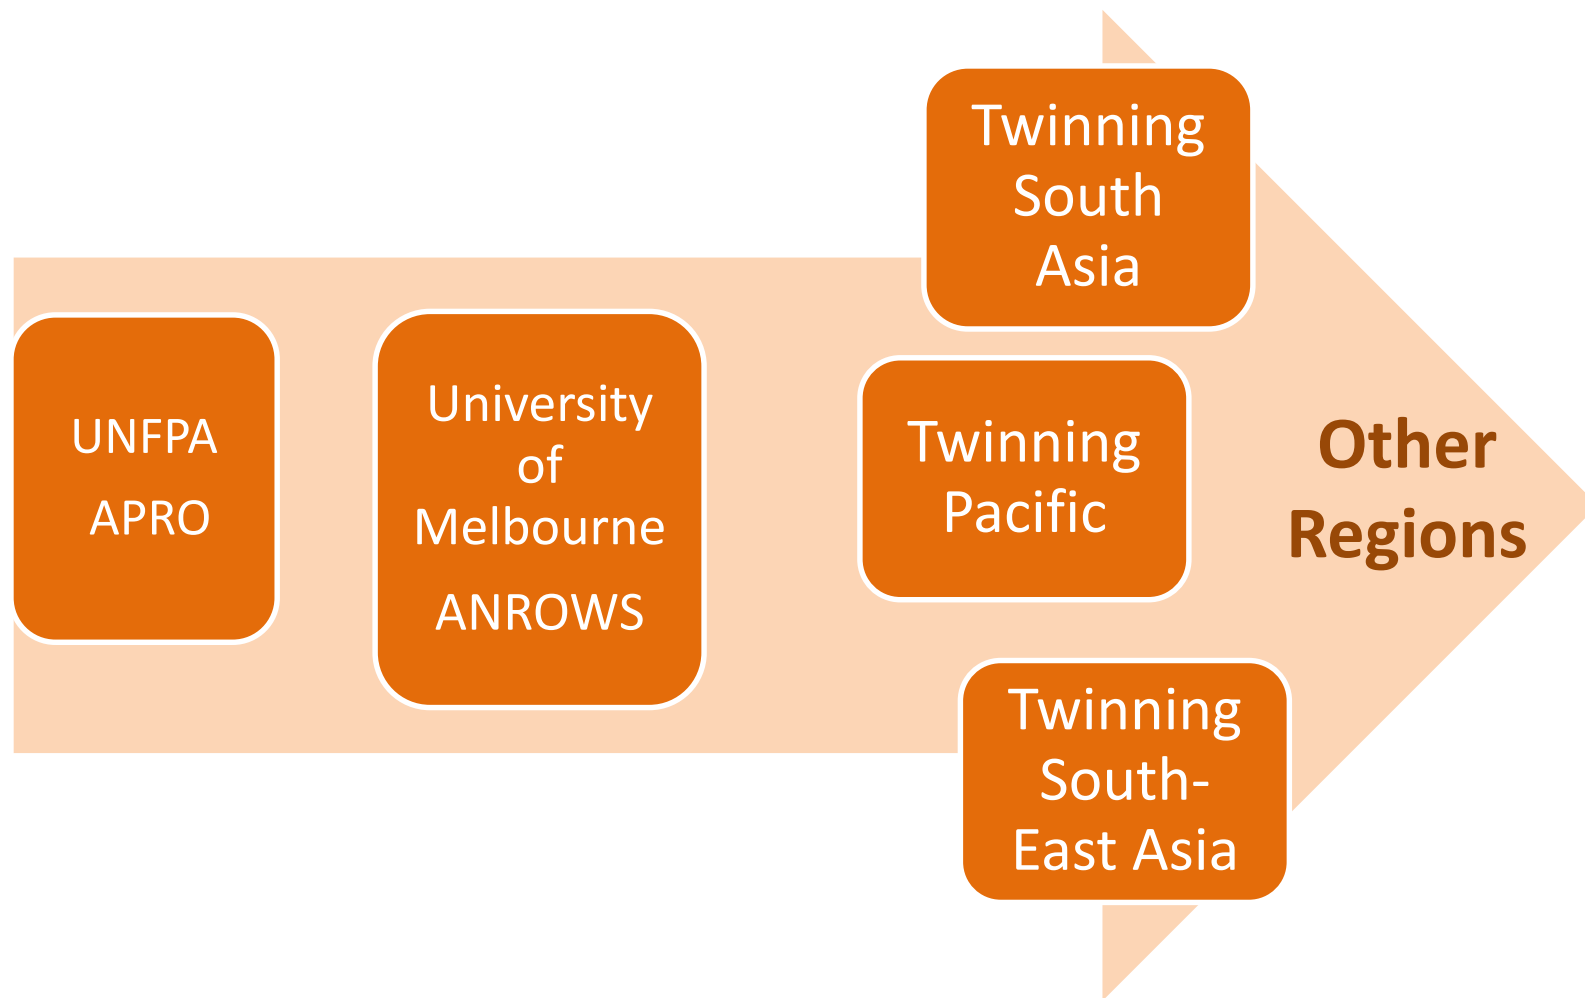 UNFPA
APRO
University
of
Melbourne
ANROWS
Twinning
South
Asia
Twinning
Pacific
Twinning
South-
East Asia
Other
Regions